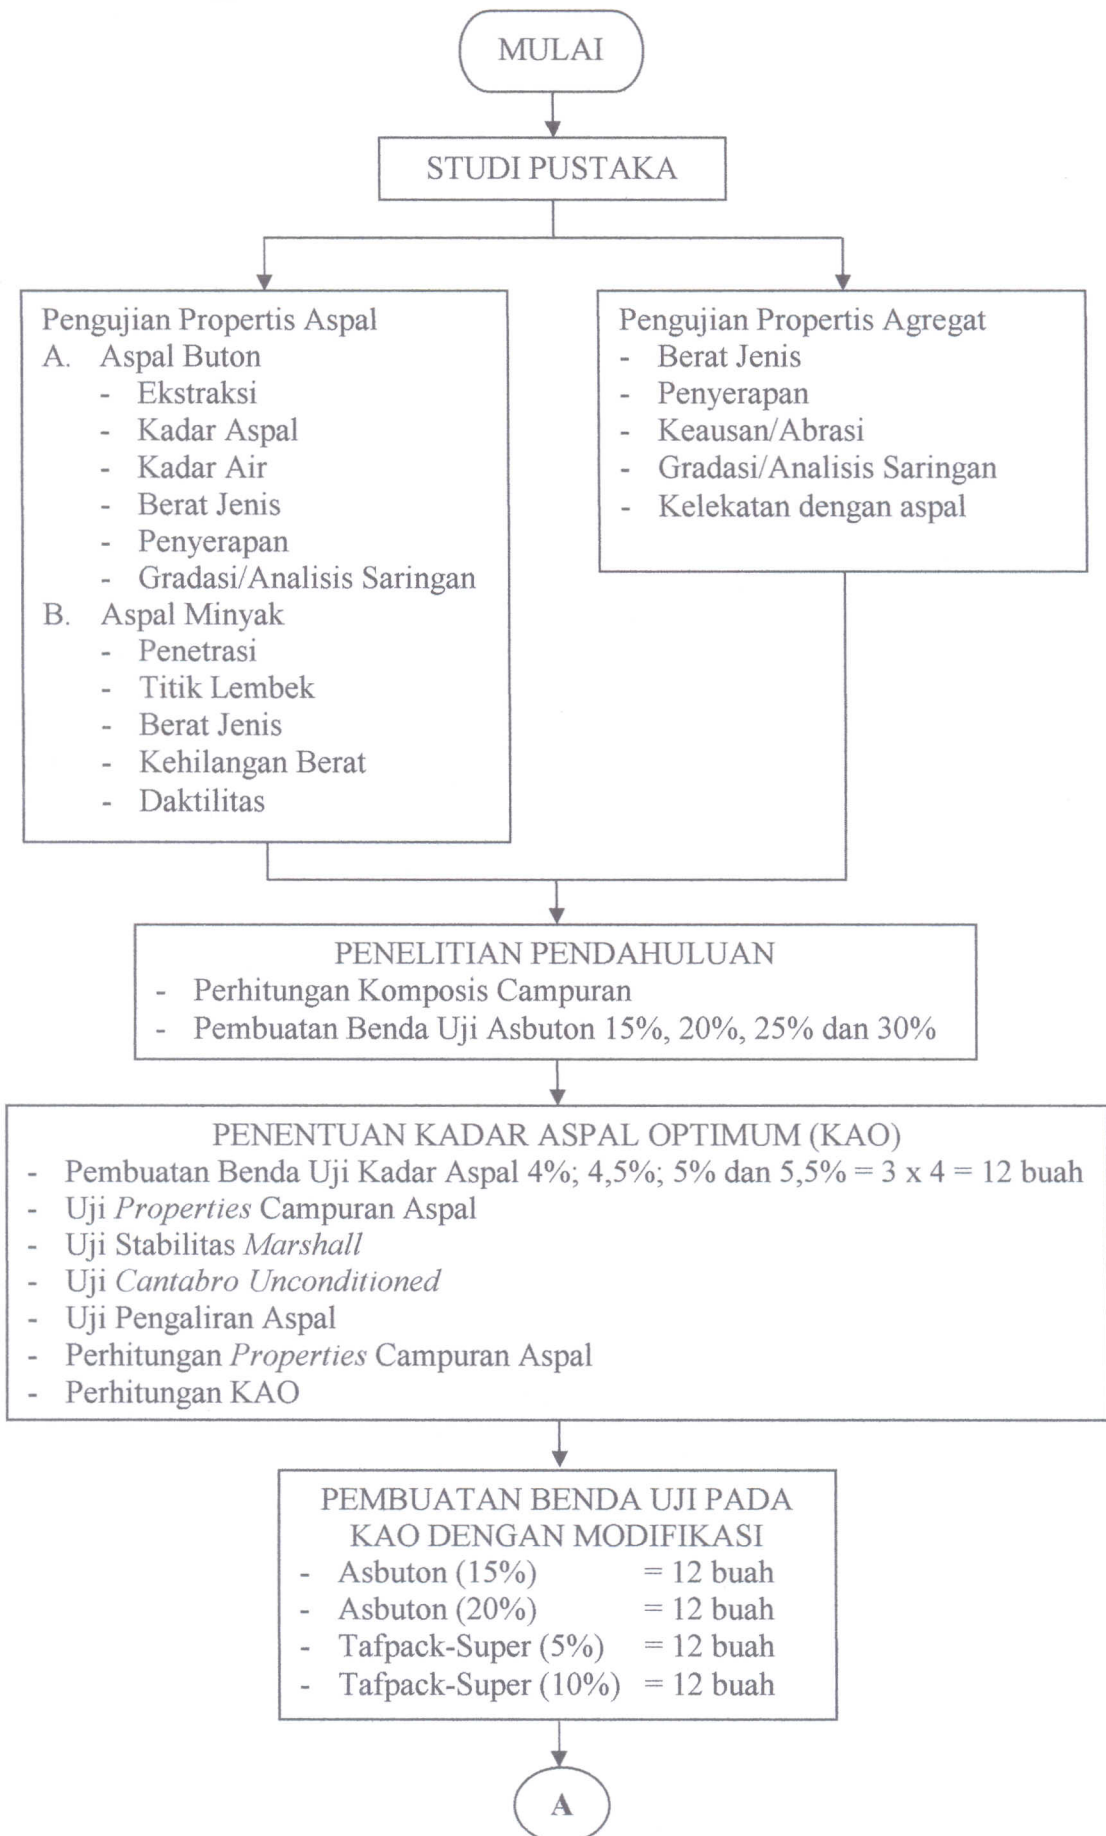 MULAI
STUDI PUSTAKA
Pengujian Propertis Aspal
A. Aspal Buton
- Ekstraksi
- Kadar Aspal
- Kadar Air
- Berat Jenis
- Penyerapan
- Gradasi/Analisis Saringan
B. Aspal Minyak
- Penetrasi
- Titik Lembek
- Berat Jenis
- Kehilangan Berat
- Daktilitas
Pengujian Propertis Agregat
- Berat Jenis
- Penyerapan
- Keausan/Abrasi
- Gradasi/Analisis Saringan
- Kelekatan dengan aspal
PENELITIAN PENDAHULUAN
- Perhitungan Komposis Campuran
- Pembuatan Benda Uji Asbuton 15%, 20%, 25% dan 30%
PENENTUAN KADAR ASPAL OPTIMUM (KAO)
- Pembuatan Benda Uji Kadar Aspal 4%; 4,5%; 5% dan 5,5% = 3 x 4 = 12 buah
- Uji Properties Campuran Aspal
- Uji Stabilitas Marshall
- Uji Cantabro Unconditioned
- Uji Pengaliran Aspal
- Perhitungan Properties Campuran Aspal
- Perhitungan KAO
PEMBUATAN BENDA UJI PADA
KAO DENGAN MODIFIKASI
- Asbuton (15%) = 12 buah
- Asbuton (20%) = 12 buah
- Tafpack-Super (5%) = 12 buah
- Tafpack-Super (10%) = 12 buah
A